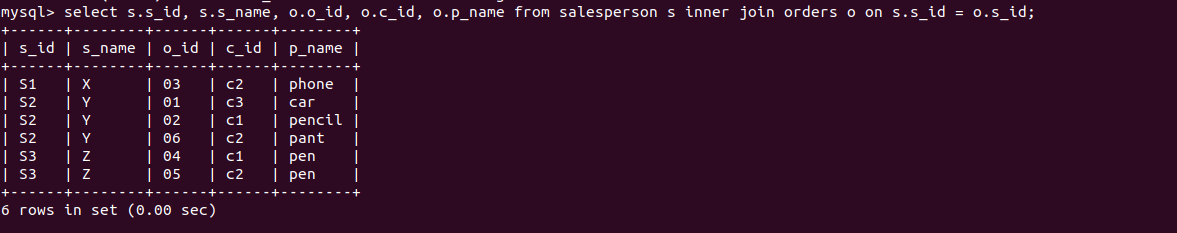 mysql> select s.s_id, s.s_name, o.o_id, o.c_id, o.p_name from salesperson s inner join orders o on s.s_id = o.s_id;
+------+--------+------+------+--------+
| s_id | s_name | o_id | c_id | p_name |
+------+--------+------+------+--------+
| S1   | X      | 03   | c2   | phone  |
| S2   | Y      | 01   | c3   | car    |
| S2   | Y      | 02   | c1   | pencil |
| S2   | Y      | 06   | c2   | pant   |
| S3   | Z      | 04   | c1   | pen    |
| S3   | Z      | 05   | c2   | pen    |
+------+--------+------+------+--------+
6 rows in set (0.00 sec)